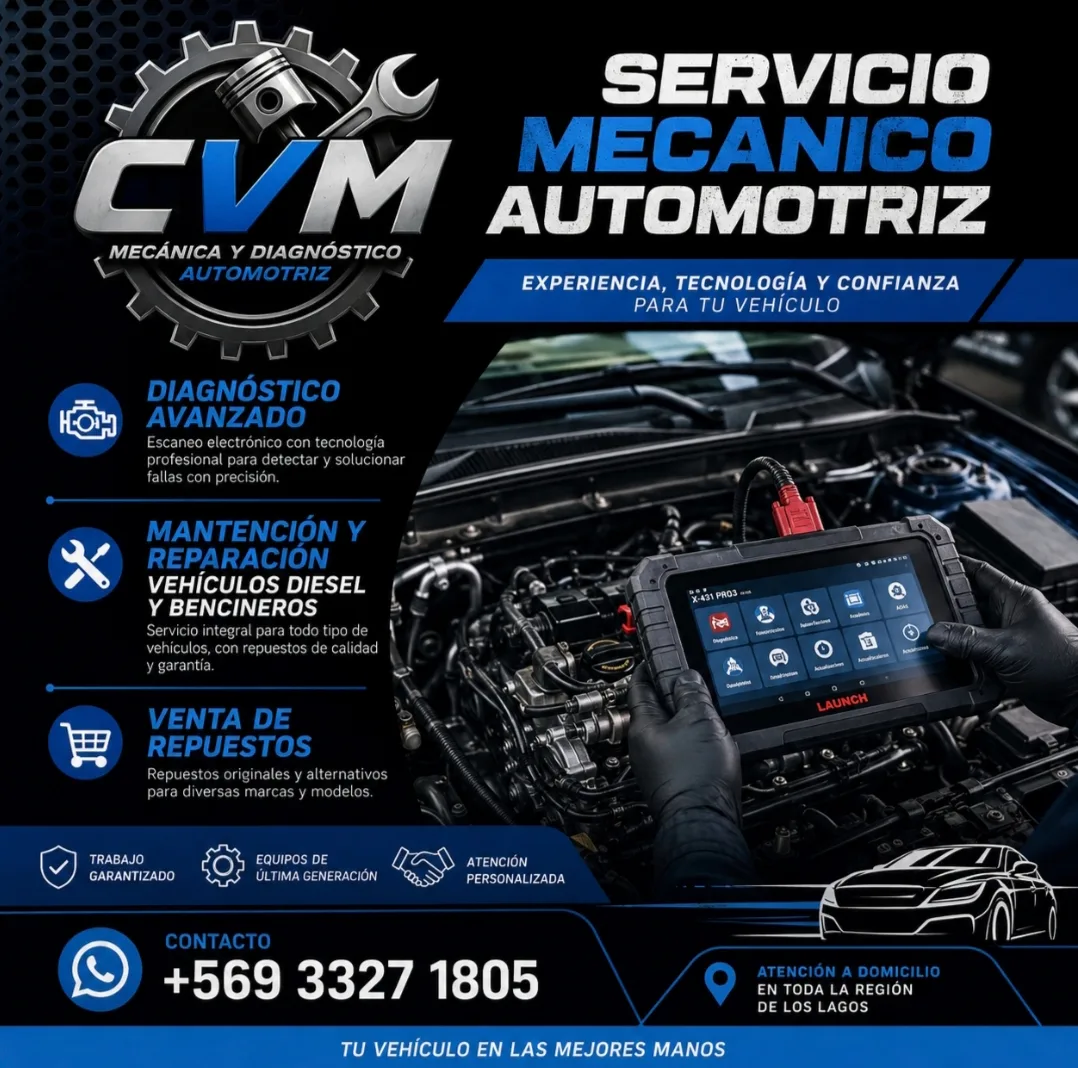 CVM
MECÁNICA Y DIAGNÓSTICO
AUTOMOTRIZ
SERVICIO
MECANICO
AUTOMOTRIZ
EXPERIENCIA, TECNOLOGÍA Y CONFIANZA
PARA TU VEHÍCULO
DIAGNÓSTICO
AVANZADO
Escaneo electrónico con tecnología
profesional para detectar y solucionar
fallas con precisión.
MANTENCIÓN Y
REPARACIÓN
VEHÍCULOS DIESEL
Y BENCINEROS
Servicio integral para todo tipo de
vehículos, con repuestos de calidad
y garantía.
VENTA DE
REPUESTOS
Repuestos originales y alternativos
para diversas marcas y modelos.
X-431 PRO3
LAUNCH
TRABAJO
GARANTIZADO
EQUIPOS DE
ÚLTIMA GENERACIÓN
ATENCIÓN
PERSONALIZADA
CONTACTO
+569 3327 1805
ATENCIÓN A DOMICILIO
EN TODA LA REGIÓN
DE LOS LAGOS
TU VEHÍCULO EN LAS MEJORES MANOS